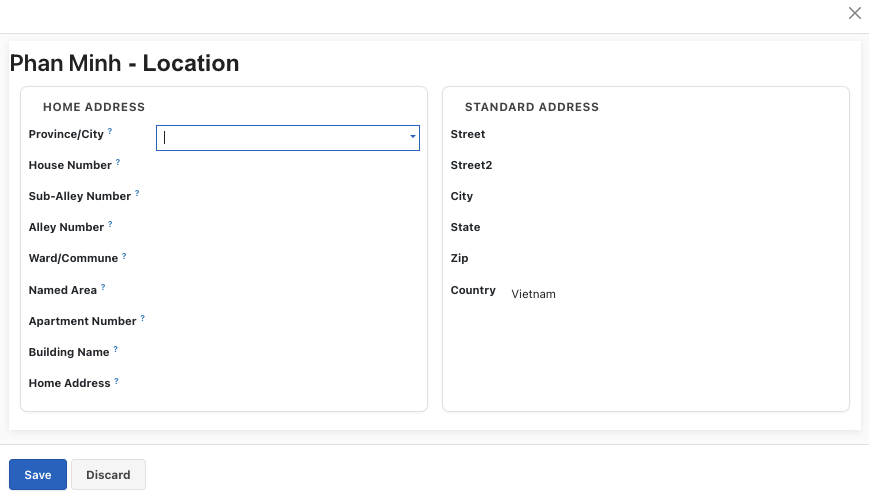 Phan Minh - Location
HOME ADDRESS
Province/City ?
House Number ?
Sub-Alley Number ?
Alley Number ?
Ward/Commune ?
Named Area ?
Apartment Number ?
Building Name ?
Home Address ?
STANDARD ADDRESS
Street
Street2
City
State
Zip
Country Vietnam
Save Discard